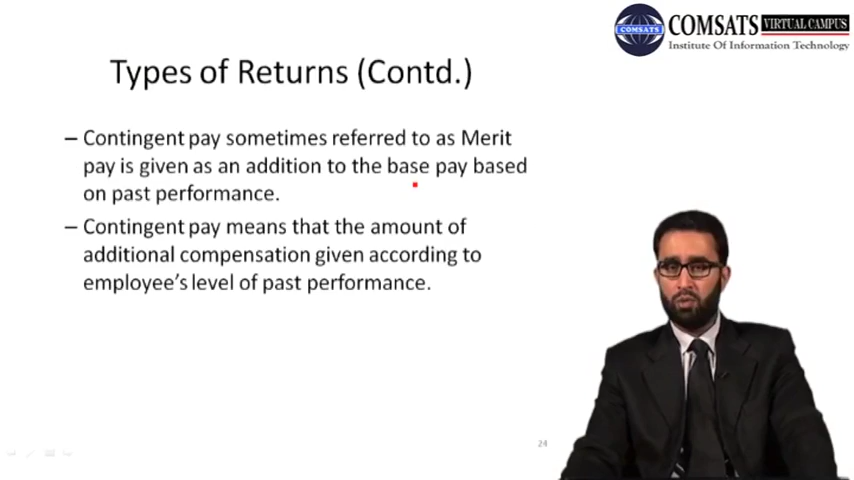 COMSATS VIRTUAL CAMPUS
COMSATS
Institute Of Information Technology
Types of Returns (Contd.)
– Contingent pay sometimes referred to as Merit
pay is given as an addition to the base pay based
on past performance.
– Contingent pay means that the amount of
additional compensation given according to
employee's level of past performance.
24